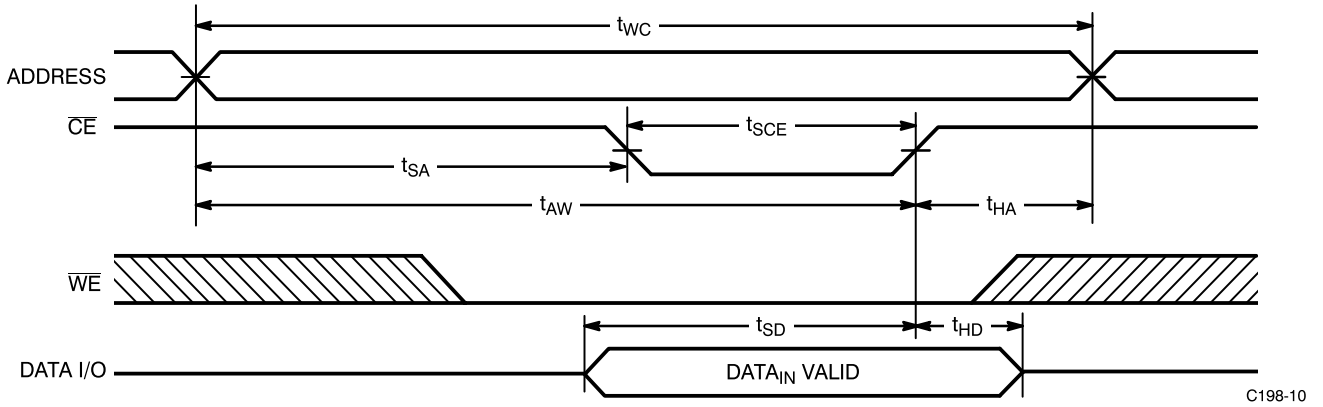 tWC
ADDRESS
CE
tSCE
tSA
tAW
tHA
WE
tSD
tHD
DATA I/O
DATAIN VALID
C198-10